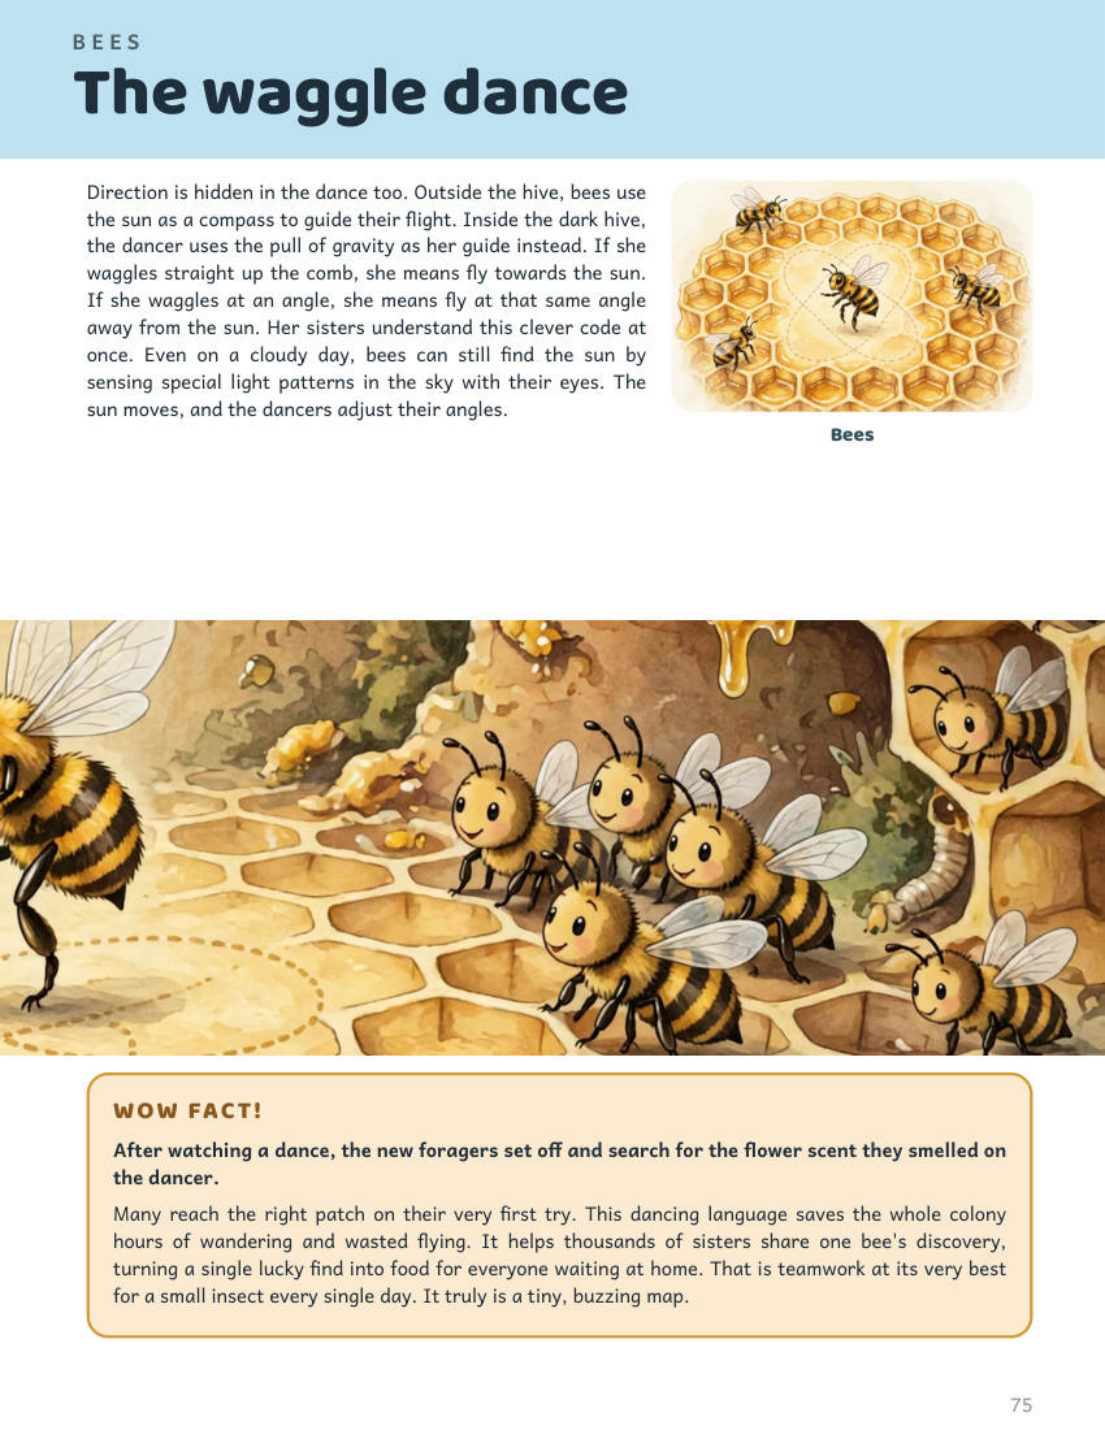 BEES
The waggle dance
Direction is hidden in the dance too. Outside the hive, bees use
the sun as a compass to guide their flight. Inside the dark hive,
the dancer uses the pull of gravity as her guide instead. If she
waggles straight up the comb, she means fly towards the sun.
If she waggles at an angle, she means fly at that same angle
away from the sun. Her sisters understand this clever code at
once. Even on a cloudy day, bees can still find the sun by
sensing special light patterns in the sky with their eyes. The
sun moves, and the dancers adjust their angles.
Bees
WOW FACT!
After watching a dance, the new foragers set off and search for the flower scent they smelled on
the dancer.
Many reach the right patch on their very first try. This dancing language saves the whole colony
hours of wandering and wasted flying. It helps thousands of sisters share one bee's discovery,
turning a single lucky find into food for everyone waiting at home. That is teamwork at its very best
for a small insect every single day. It truly is a tiny, buzzing map.
75